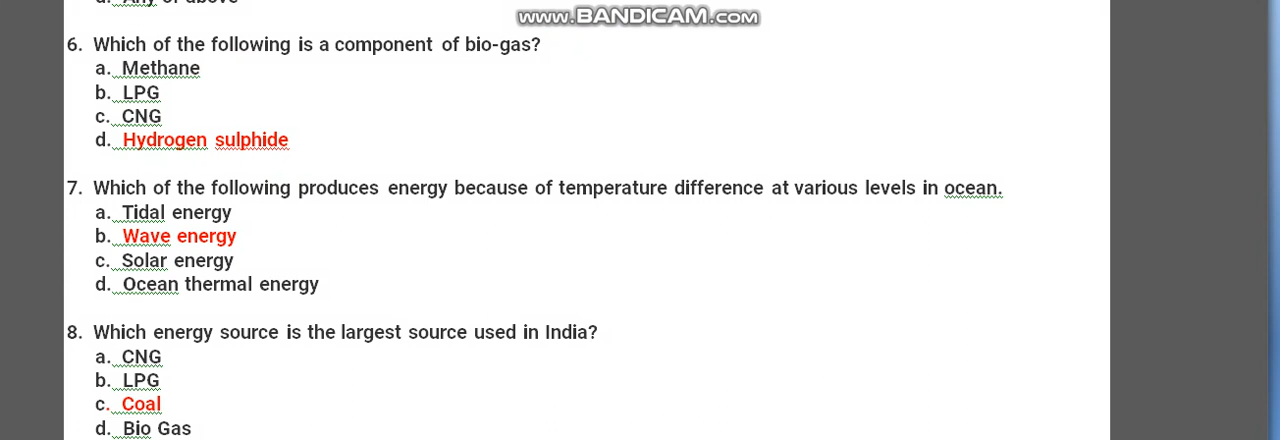 d. Any of above
www.BANDICAM.com
6. Which of the following is a component of bio-gas?
a. Methane
b. LPG
c. CNG
d. Hydrogen sulphide
7. Which of the following produces energy because of temperature difference at various levels in ocean.
a. Tidal energy
b. Wave energy
c. Solar energy
d. Ocean thermal energy
8. Which energy source is the largest source used in India?
a. CNG
b. LPG
c. Coal
d. Bio Gas